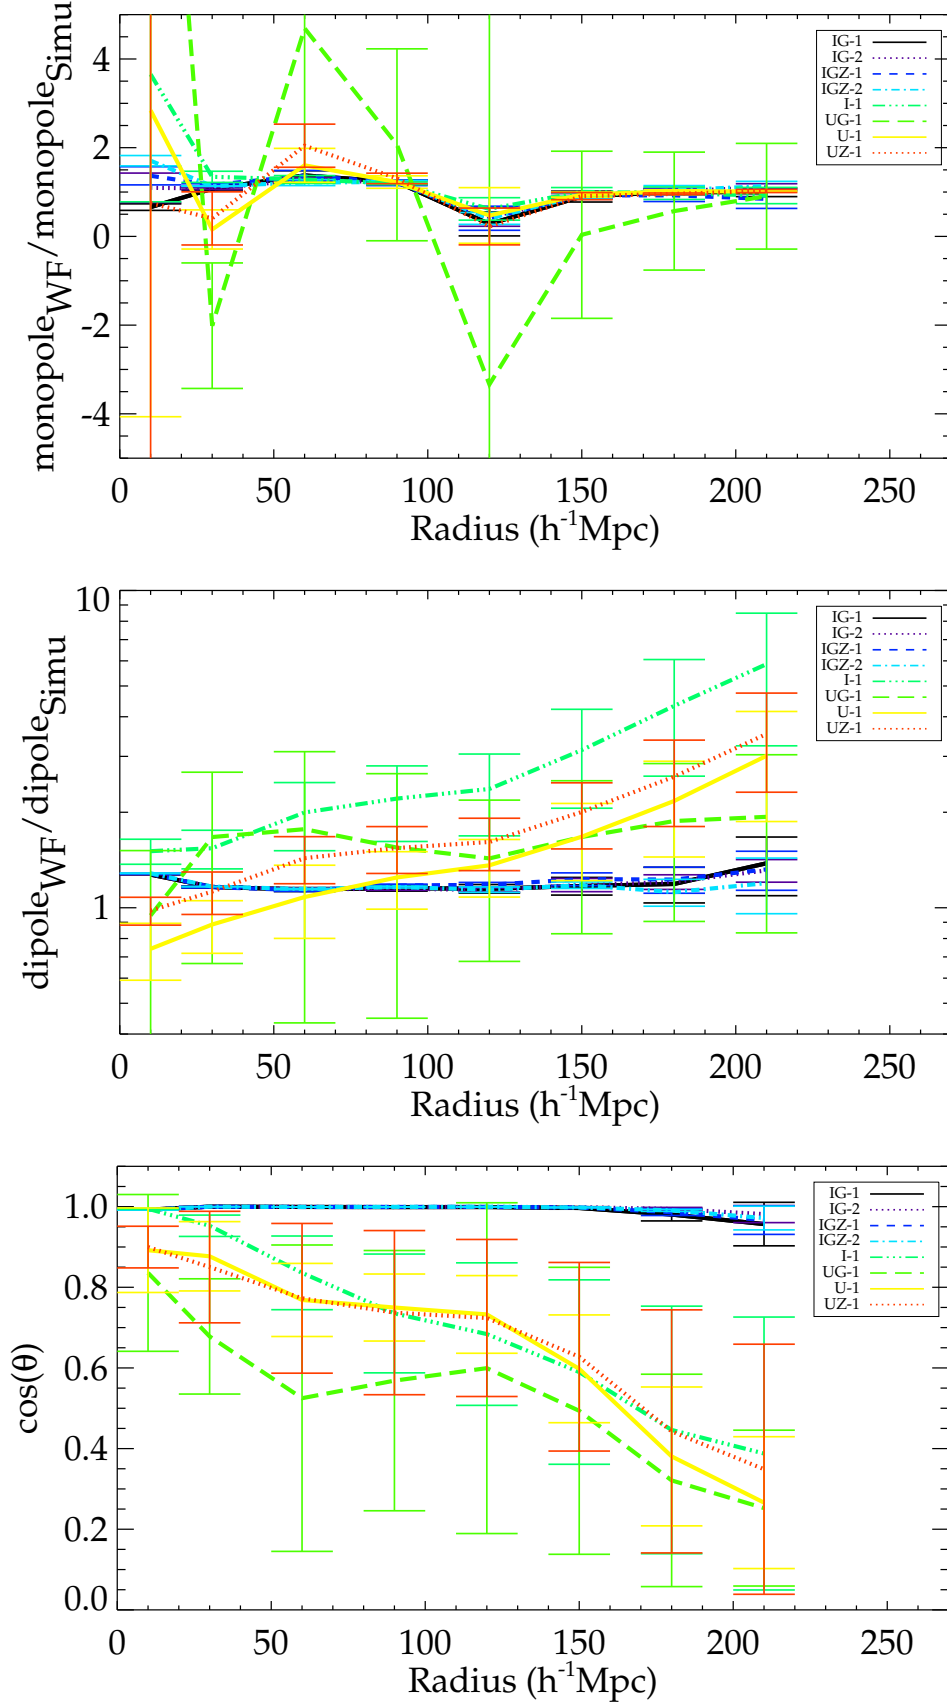 monopoleWF/monopoleSimu
4
2
0
-2
-4
IG-1
IG-2
IGZ-1
IGZ-2
I-1
UG-1
U-1
UZ-1
0 50 100 150 200 250
Radius (h-1Mpc)
dipoleWF/dipoleSimu
10
1
IG-1
IG-2
IGZ-1
IGZ-2
I-1
UG-1
U-1
UZ-1
0 50 100 150 200 250
Radius (h-1Mpc)
cos(θ)
1.0
0.8
0.6
0.4
0.2
0.0
IG-1
IG-2
IGZ-1
IGZ-2
I-1
UG-1
U-1
UZ-1
0 50 100 150 200 250
Radius (h-1Mpc)